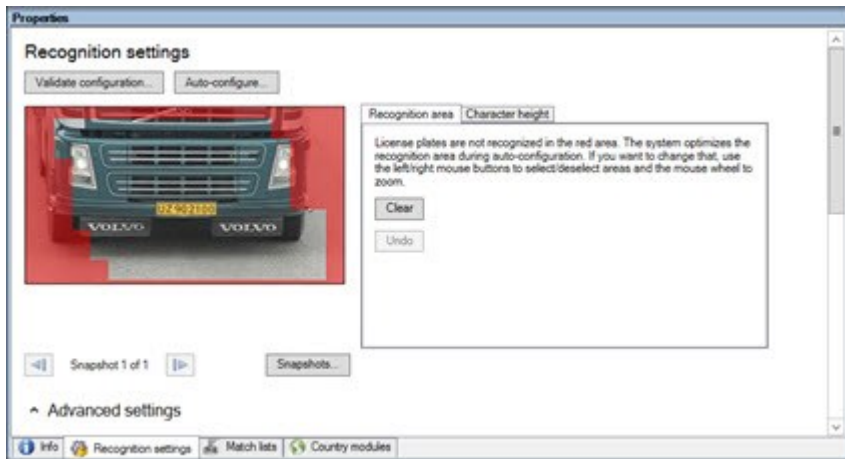 Properties
Recognition settings
Validate configuration...
Auto-configure...
Recognition area
Character height
License plates are not recognized in the red area. The system optimizes the
recognition area during auto-configuration. If you want to change that, use
the left/right mouse buttons to select/deselect areas and the mouse wheel to
zoom.
Clear
Undo
UZ 902100
VOLVO
VOLVO
Snapshot 1 of 1
Snapshots...
Advanced settings
Info
Recognition settings
Match lists
Country modules